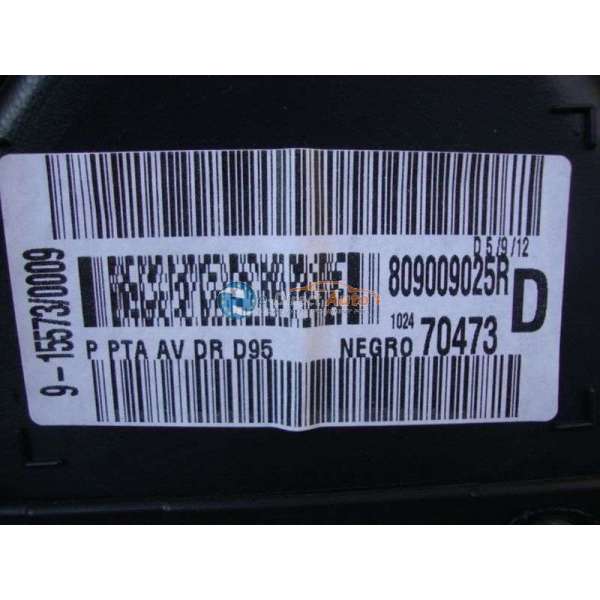 9-15573/0009
D 5/9/12
809009025R
D
1024 70473
P PTA AV DR D95 NEGRO